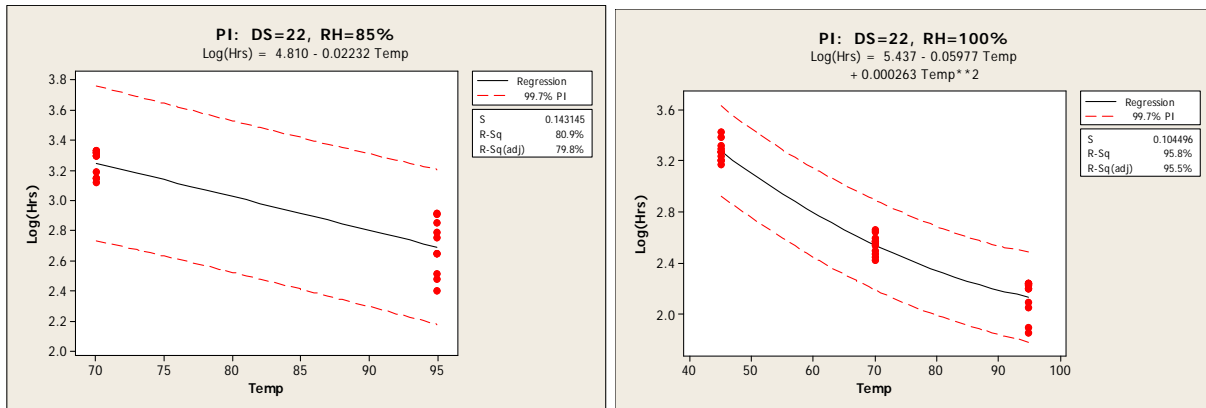 PI: DS=22, RH=85%
Log(Hrs) = 4.810 - 0.02232 Temp
3.8
3.6
3.4
3.2
3.0
2.8
2.6
2.4
2.2
2.0
Log(Hrs)
70 75 80 85 90 95
Temp
Regression
99.7% PI
S 0.143145
R-Sq 80.9%
R-Sq(adj) 79.8%
PI: DS=22, RH=100%
Log(Hrs) = 5.437 - 0.05977 Temp
+ 0.000263 Temp**2
3.6
3.2
2.8
2.4
2.0
Log(Hrs)
40 50 60 70 80 90 100
Temp
Regression
99.7% PI
S 0.104496
R-Sq 95.8%
R-Sq(adj) 95.5%